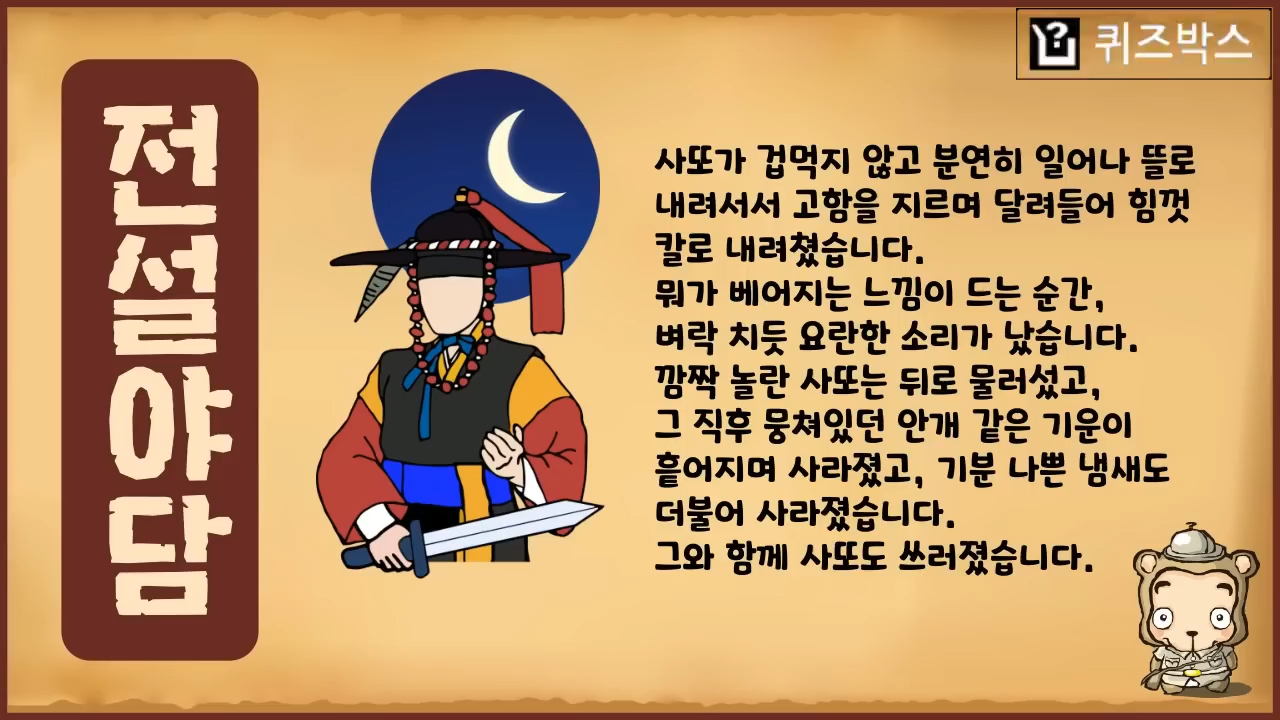 퀴즈박스
전설야담
사또가 겁먹지 않고 분연히 일어나 뜰로
내려서서 고함을 지르며 달려들어 힘껏
칼로 내려쳤습니다.
뭐가 베어지는 느낌이 드는 순간,
벼락 치듯 요란한 소리가 났습니다.
깜짝 놀란 사또는 뒤로 물러섰고,
그 직후 뭉쳐있던 안개 같은 기운이
흩어지며 사라졌고, 기분 나쁜 냄새도
더불어 사라졌습니다.
그와 함께 사또도 쓰러졌습니다.